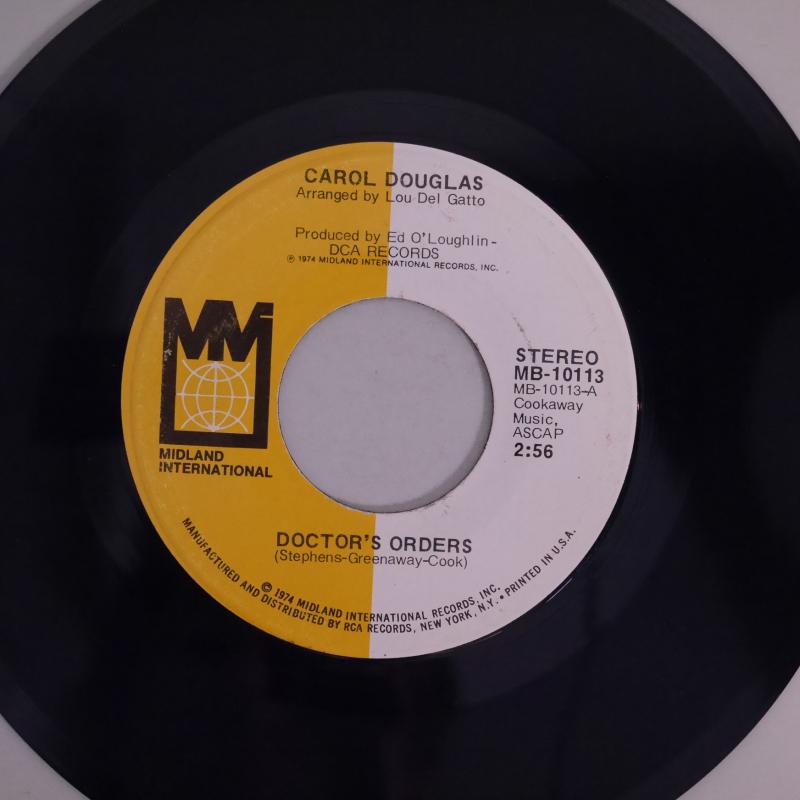 CAROL DOUGLAS
Arranged by Lou Del Gatto
Produced by Ed O'Loughlin-
DCA RECORDS
℗ 1974 MIDLAND INTERNATIONAL RECORDS, INC.
MM
MIDLAND
INTERNATIONAL
STEREO
MB-10113
MB-10113-A
Cookaway
Music,
ASCAP
2:56
DOCTOR'S ORDERS
(Stephens-Greenaway-Cook)
© 1974 MIDLAND INTERNATIONAL RECORDS, INC.
MANUFACTURED AND DISTRIBUTED BY RCA RECORDS, NEW YORK, N.Y. • PRINTED IN U.S.A.